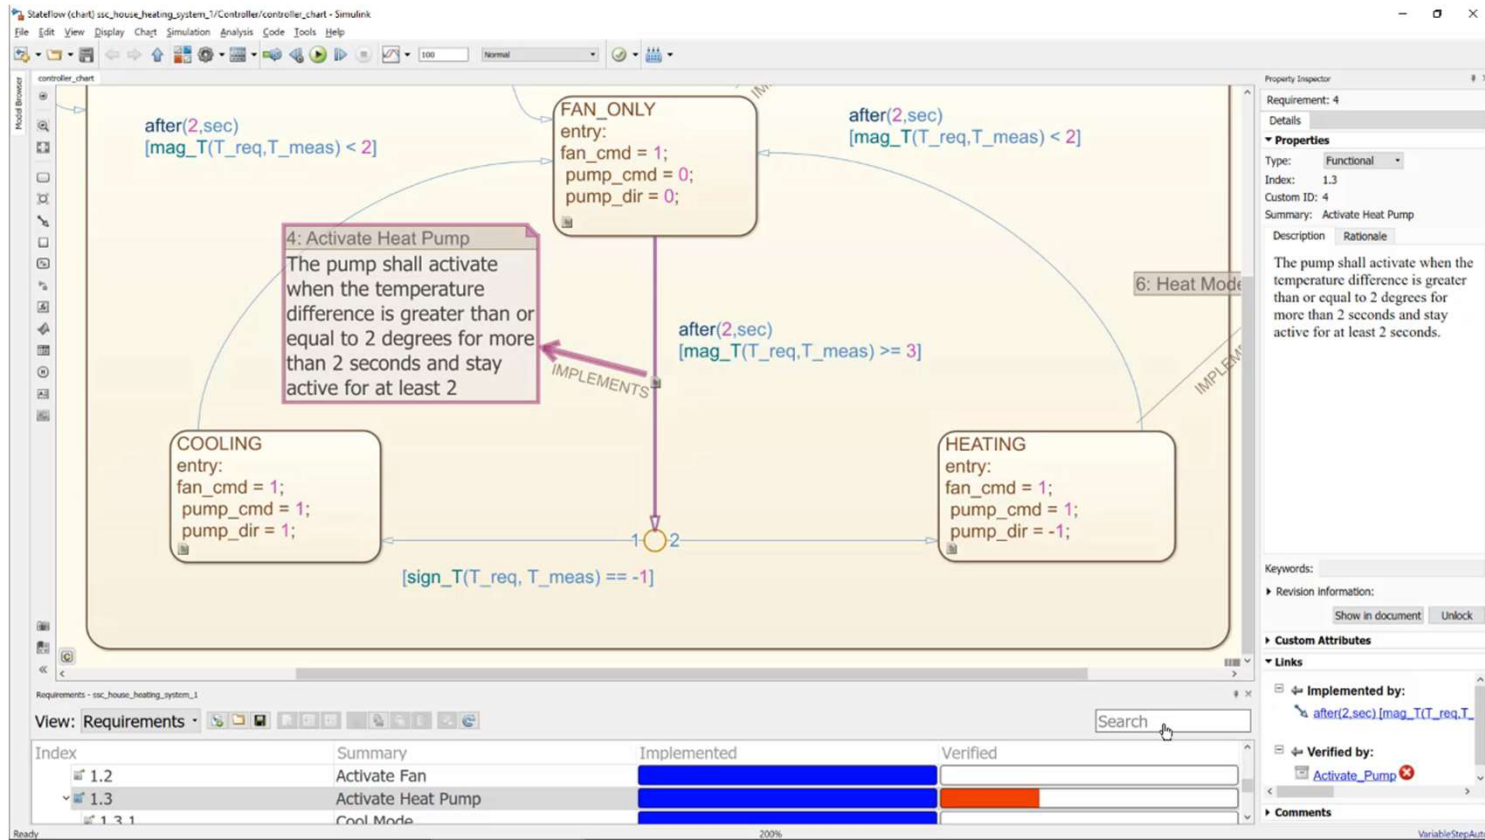 Stateflow (chart) ssc_house_heating_system_1/Controller/controller_chart - Simulink
File Edit View Display Chart Simulation Analysis Code Tools Help
100
Normal
controller_chart
Model Browser
after(2,sec)
[mag_T(T_req,T_meas) < 2]
FAN_ONLY
entry:
fan_cmd = 1;
pump_cmd = 0;
pump_dir = 0;
after(2,sec)
[mag_T(T_req,T_meas) < 2]
4: Activate Heat Pump
The pump shall activate
when the temperature
difference is greater than or
equal to 2 degrees for more
than 2 seconds and stay
active for at least 2
IMPLEMENTS
after(2,sec)
[mag_T(T_req,T_meas) >= 3]
6: Heat Mode
COOLING
entry:
fan_cmd = 1;
pump_cmd = 1;
pump_dir = 1;
HEATING
entry:
fan_cmd = 1;
pump_cmd = 1;
pump_dir = -1;
1 2
[sign_T(T_req, T_meas) == -1]
Property Inspector
Requirement: 4
Details
Properties
Type: Functional
Index: 1.3
Custom ID: 4
Summary: Activate Heat Pump
Description Rationale
The pump shall activate when the
temperature difference is greater
than or equal to 2 degrees for
more than 2 seconds and stay
active for at least 2 seconds.
Keywords:
Revision information:
Show in document Unlock
Custom Attributes
Links
Implemented by:
after(2,sec) [mag_T(req,T_
Verified by:
Activate_Pump
Comments
Requirements - ssc_house_heating_system_1
View: Requirements
Search
Index Summary Implemented Verified
1.2 Activate Fan
1.3 Activate Heat Pump
1.3.1 Cool Mode
Ready 200% VariableStepAut